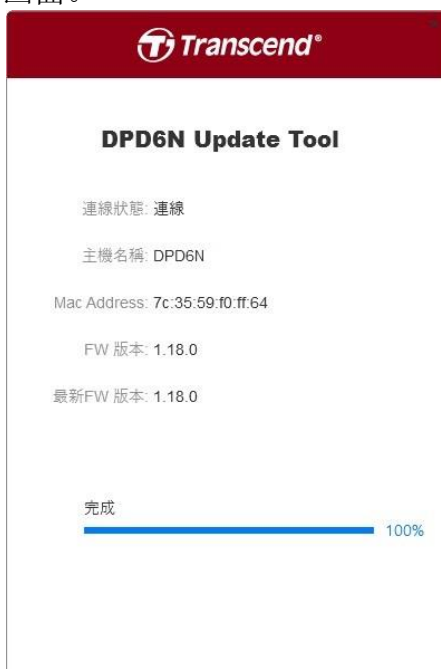 畫面。
Transcend®
DPD6N Update Tool
連線狀態: 連線
主機名稱: DPD6N
Mac Address: 7c:35:59:f0:ff:64
FW 版本: 1.18.0
最新FW 版本: 1.18.0
完成
100%